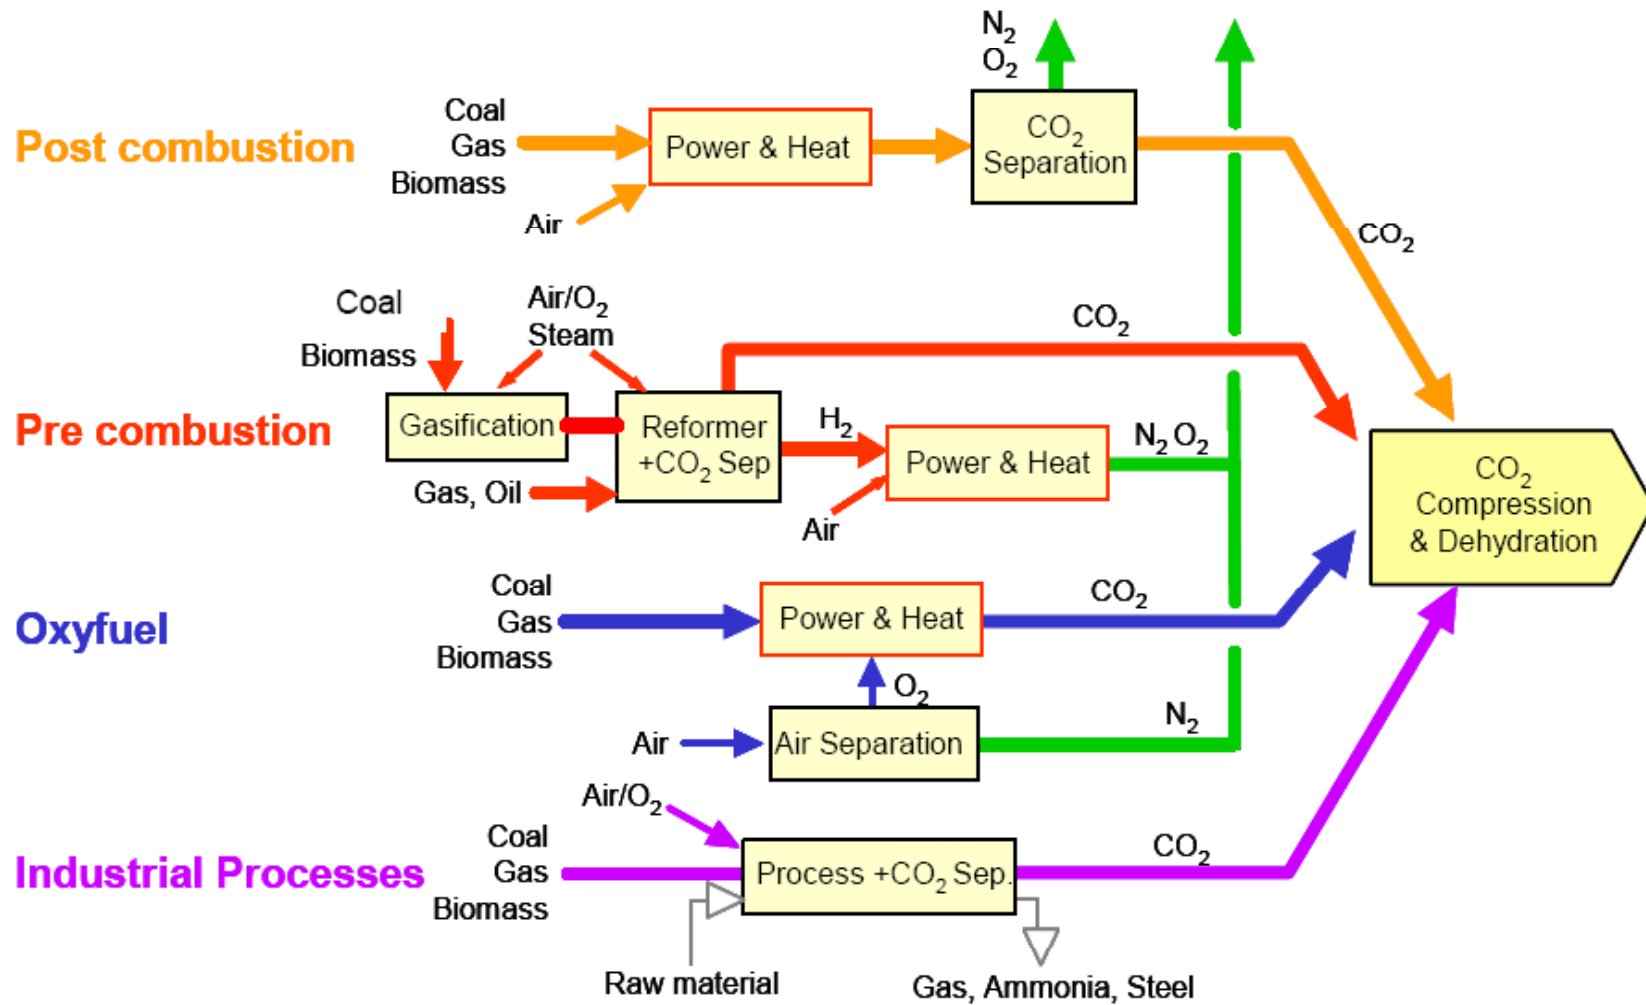 N₂
O₂
Coal
Gas
Biomass
Air
Post combustion
Power & Heat
CO₂
Separation
CO₂
Coal
Biomass
Air/O₂
Steam
CO₂
Pre combustion
Gasification
Gas, Oil
Reformer
+CO₂ Sep
H₂
Air
Power & Heat
N₂ O₂
CO₂
Compression
& Dehydration
Oxyfuel
Coal
Gas
Biomass
Power & Heat
CO₂
O₂
Air
Air Separation
N₂
Industrial Processes
Air/O₂
Coal
Gas
Biomass
Process +CO₂ Sep.
CO₂
Raw material
Gas, Ammonia, Steel